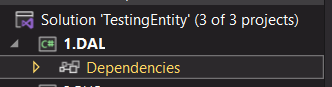 Solution 'TestingEntity' (3 of 3 projects)
C#
1.DAL
Dependencies